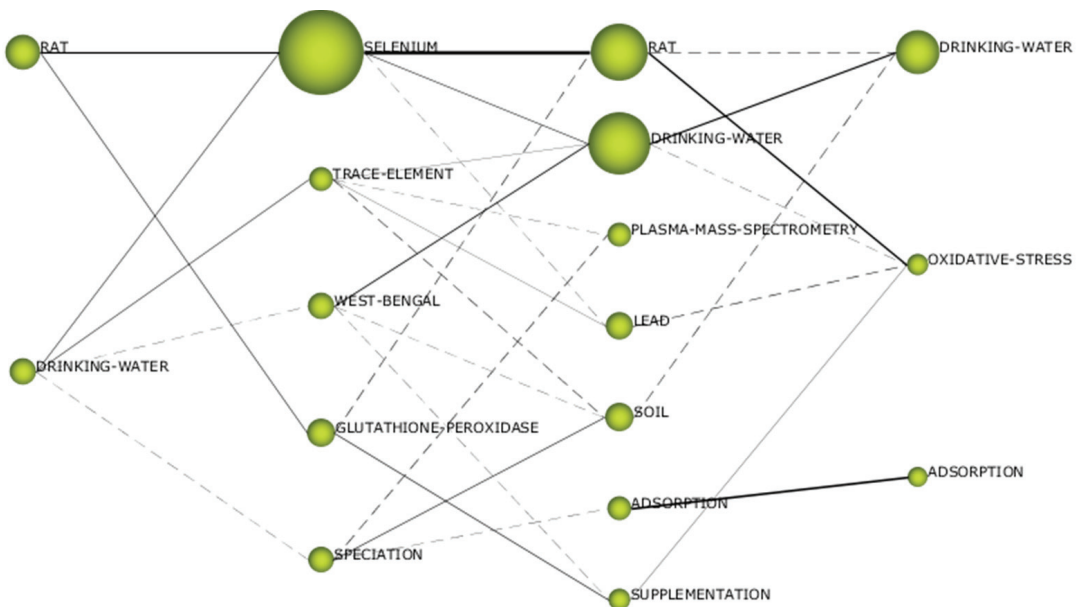 RAT
DRINKING-WATER
SELENIUM
TRACE-ELEMENT
WEST-BENGAL
GLUTATHIONE-PEROXIDASE
SPECIATION
RAT
DRINKING-WATER
PLASMA-MASS-SPECTROMETRY
LEAD
SOIL
ADSORPTION
SUPPLEMENTATION
DRINKING-WATER
OXIDATIVE-STRESS
ADSORPTION